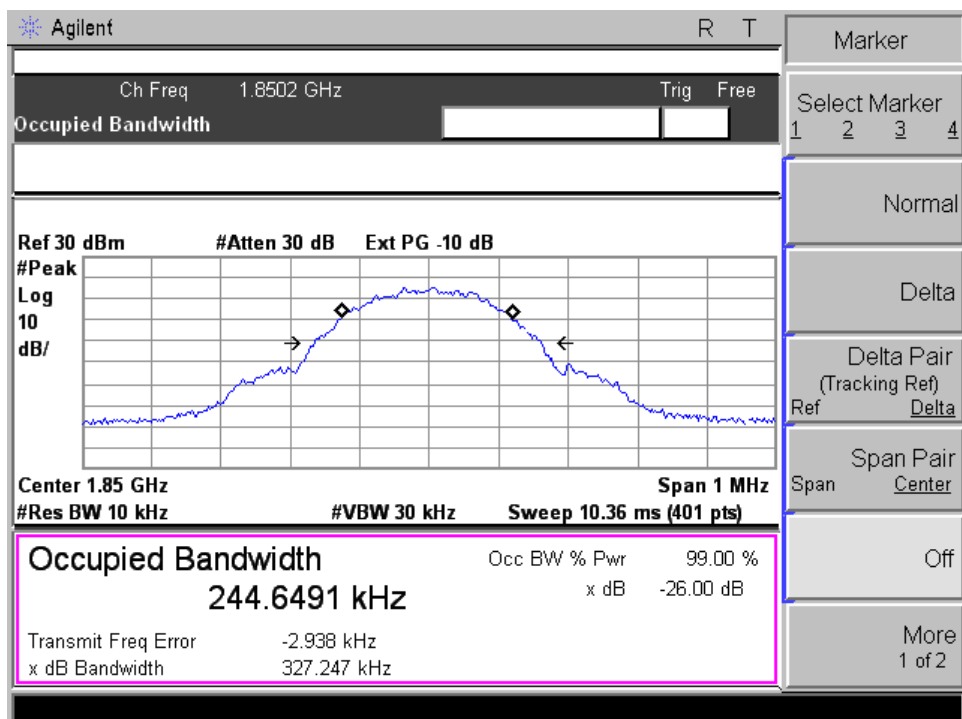 Agilent R T
Ch Freq 1.8502 GHz Trig Free
Occupied Bandwidth
Ref 30 dBm #Atten 30 dB Ext PG -10 dB
#Peak
Log
10
dB/
Center 1.85 GHz Span 1 MHz
#Res BW 10 kHz #VBW 30 kHz Sweep 10.36 ms (401 pts)
Occupied Bandwidth Occ BW % Pwr 99.00 %
244.6491 kHz x dB -26.00 dB
Transmit Freq Error -2.938 kHz
x dB Bandwidth 327.247 kHz
Marker
Select Marker
1 2 3 4
Normal
Delta
Delta Pair
(Tracking Ref)
Ref Delta
Span Pair
Span Center
Off
More
1 of 2